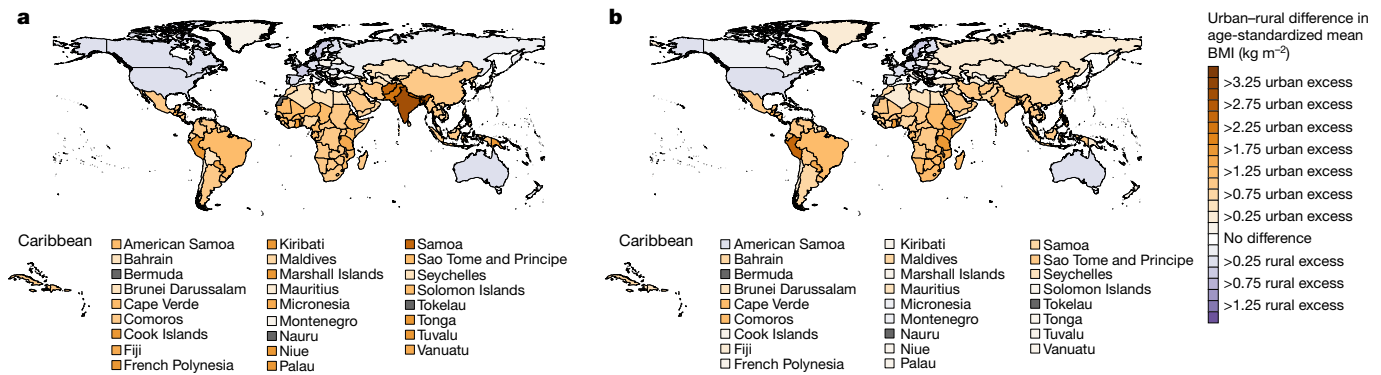 a
Caribbean
American Samoa
Bahrain
Bermuda
Brunei Darussalam
Cape Verde
Comoros
Cook Islands
Fiji
French Polynesia
Kiribati
Maldives
Marshall Islands
Mauritius
Micronesia
Montenegro
Nauru
Niue
Palau
Samoa
Sao Tome and Principe
Seychelles
Solomon Islands
Tokelau
Tonga
Tuvalu
Vanuatu
b
Caribbean
American Samoa
Bahrain
Bermuda
Brunei Darussalam
Cape Verde
Comoros
Cook Islands
Fiji
French Polynesia
Kiribati
Maldives
Marshall Islands
Mauritius
Micronesia
Montenegro
Nauru
Niue
Palau
Samoa
Sao Tome and Principe
Seychelles
Solomon Islands
Tokelau
Tonga
Tuvalu
Vanuatu
Urban–rural difference in
age-standardized mean
BMI (kg m⁻²)
>3.25 urban excess
>2.75 urban excess
>2.25 urban excess
>1.75 urban excess
>1.25 urban excess
>0.75 urban excess
>0.25 urban excess
No difference
>0.25 rural excess
>0.75 rural excess
>1.25 rural excess